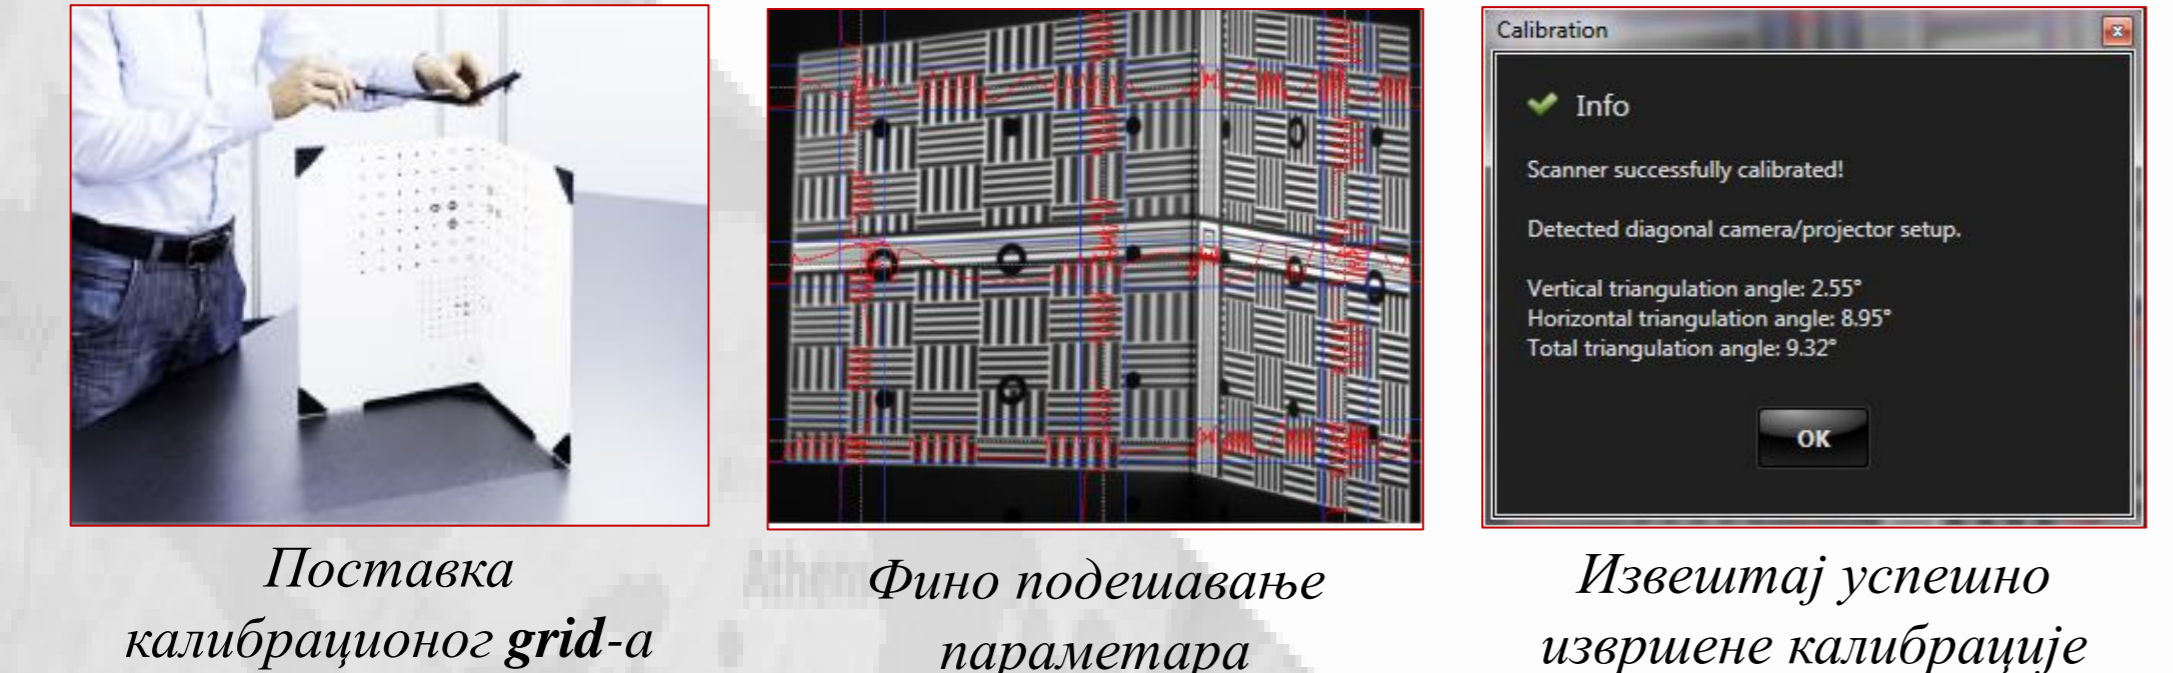 Calibration
Info
Scanner successfully calibrated!
Detected diagonal camera/projector setup.
Vertical triangulation angle: 2.55°
Horizontal triangulation angle: 8.95°
Total triangulation angle: 9.32°
OK
Поставка
калибрационог grid-а
Фино подешавање
параметара
Извештај успешно
извршене калибрације